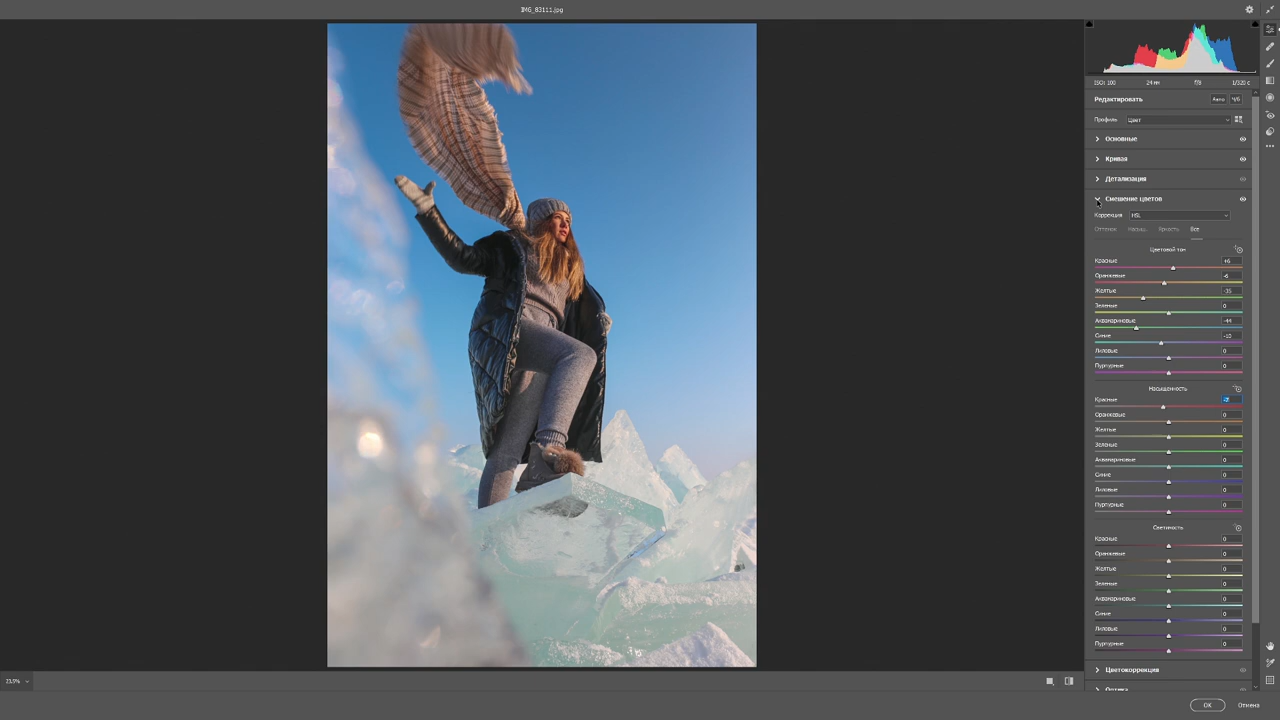 IMG_83111.jpg
ISO: 100 24 мм f/8 1/320 с
Редактировать Авто Ч/Б
Профиль Цвет
Основные
Кривая
Детализация
Смешение цветов
Коррекция HSL
Оттенок Насыщ. Яркость Все
Цветовой тон
Красные +6
Оранжевые -6
Желтые -35
Зеленые 0
Аквамариновые -44
Синие -10
Лиловые 0
Пурпурные 0
Насыщенность
Красные
Оранжевые 0
Желтые 0
Зеленые 0
Аквамариновые 0
Синие 0
Лиловые 0
Пурпурные 0
Светимость
Красные 0
Оранжевые 0
Желтые 0
Зеленые 0
Аквамариновые 0
Синие 0
Лиловые 0
Пурпурные 0
Цветокоррекция
Оптика
23,9%
OK Отмена